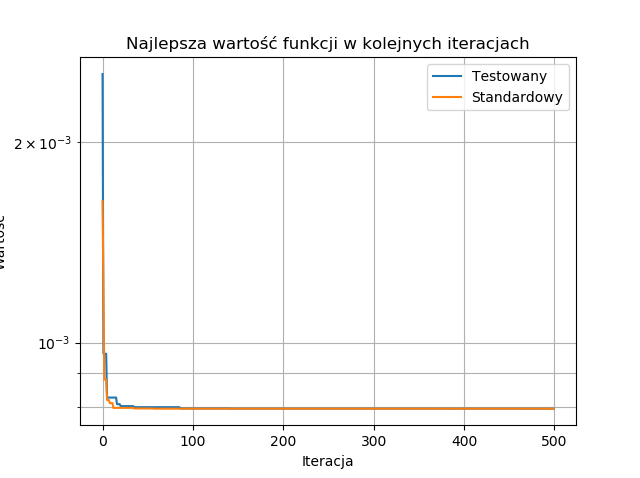 Najlepsza wartość funkcji w kolejnych iteracjach
Testowany
Standardowy
2 × 10⁻³
10⁻³
Wartość
0 100 200 300 400 500
Iteracja